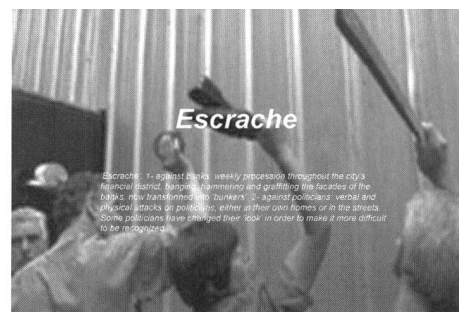 Escrache
'Escrache': 1- against banks: weekly procession throughout the city's
financial district, banging, hammering and graffitting the facades of the
banks, now transformed into 'bunkers'. 2- against politicians: verbal and
physical attacks on politicians, either in their own homes or in the streets.
Some politicians have changed their 'look' in order to make it more difficult
to be recognized.